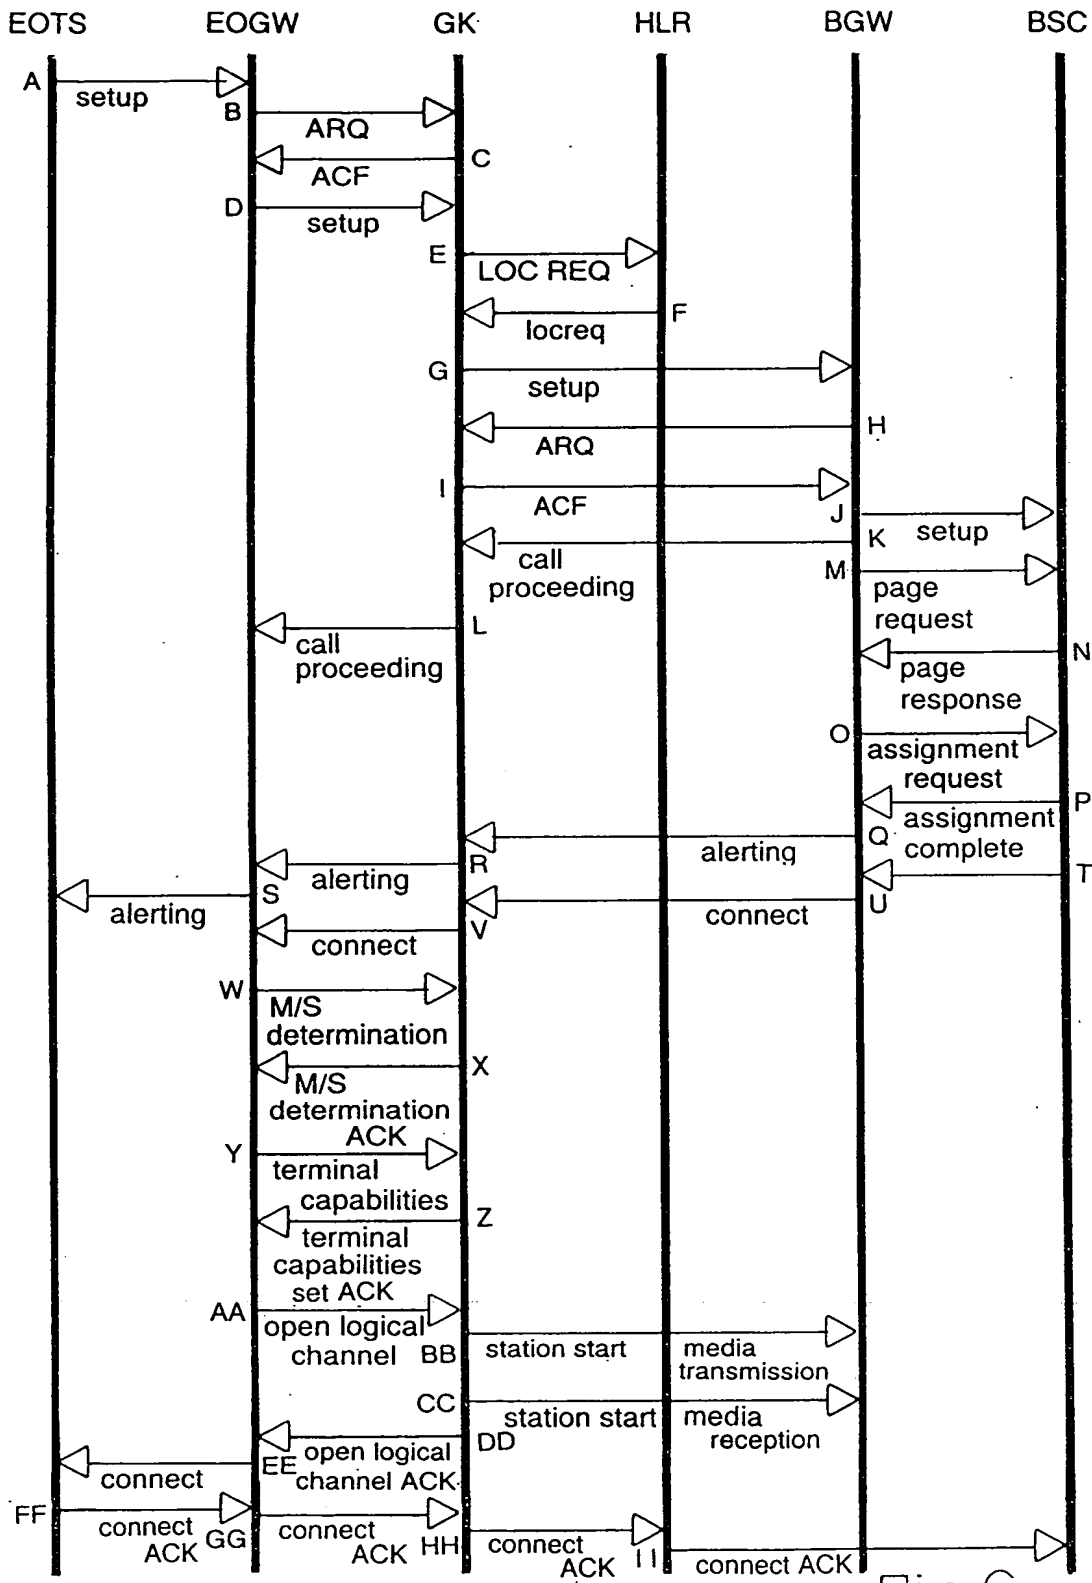 EOTS EOGW GK HLR BGW BSC
A
setup
B
ARQ
C
ACF
D
setup
E
LOC REQ
F
locreq
G
setup
H
ARQ
I
ACF
J
setup
K
call
proceeding
M
page
request
L
call
proceeding
N
page
response
O
assignment
request
P
assignment
complete
Q
alerting
R
alerting
S
alerting
T
U
connect
V
connect
W
M/S
determination
X
M/S
determination
ACK
Y
terminal
capabilities
Z
terminal
capabilities
set ACK
AA
open logical
channel
BB
station start media
transmission
CC
station start media
reception
DD
open logical
channel ACK
EE
connect
FF
connect
ACK
GG
connect
ACK
HH
connect
ACK
II
connect ACK